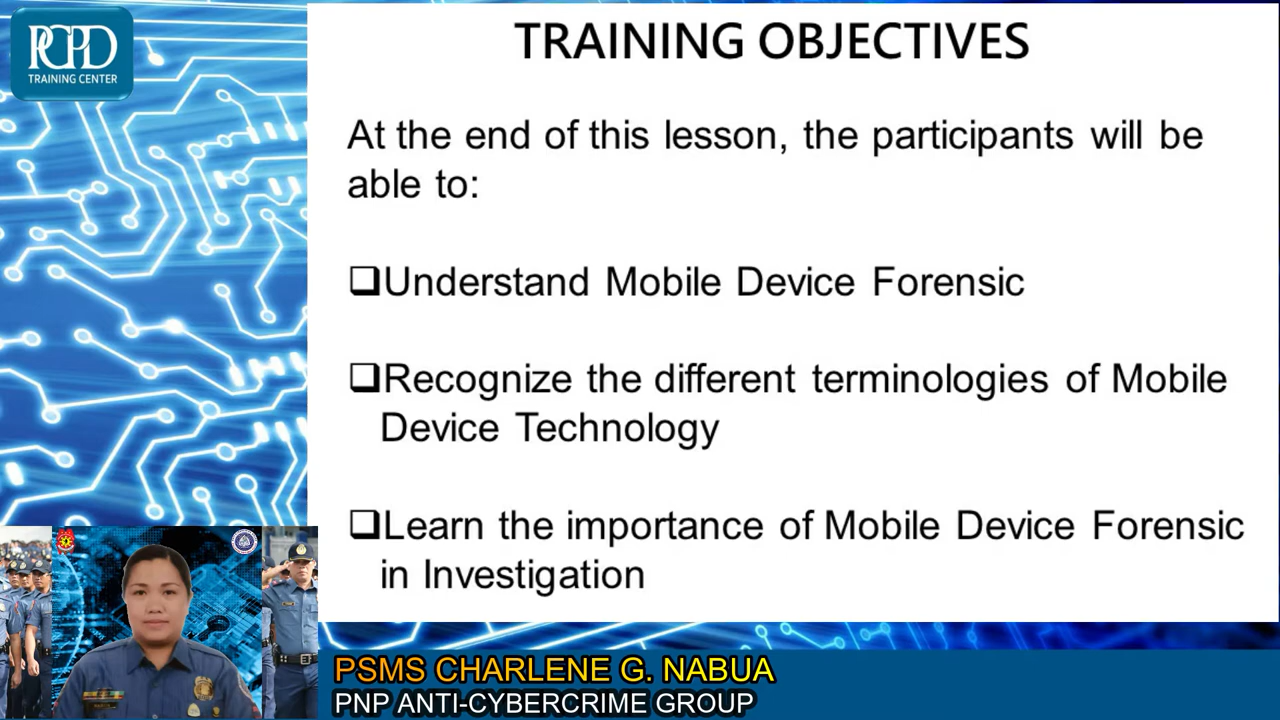 PCPD
TRAINING CENTER
TRAINING OBJECTIVES
At the end of this lesson, the participants will be
able to:
❑Understand Mobile Device Forensic
❑Recognize the different terminologies of Mobile
Device Technology
❑Learn the importance of Mobile Device Forensic
in Investigation
PSMS CHARLENE G. NABUA
PNP ANTI-CYBERCRIME GROUP